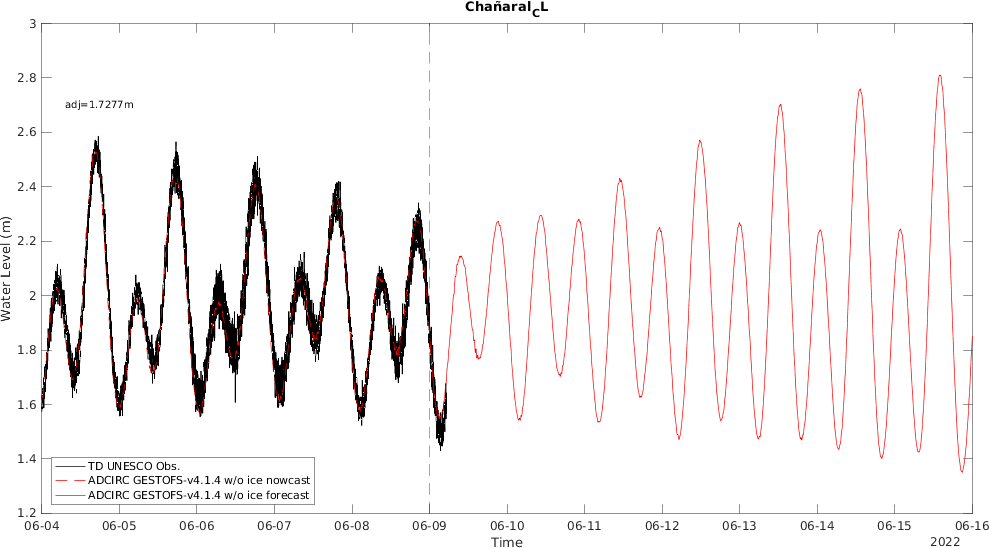 Chañaral_CL
adj=1.7277m
Water Level (m)
3
2.8
2.6
2.4
2.2
2
1.8
1.6
1.4
1.2
TD UNESCO Obs.
ADCIRC GESTOFS-v4.1.4 w/o ice nowcast
ADCIRC GESTOFS-v4.1.4 w/o ice forecast
06-04 06-05 06-06 06-07 06-08 06-09 06-10 06-11 06-12 06-13 06-14 06-15 06-16
Time
2022